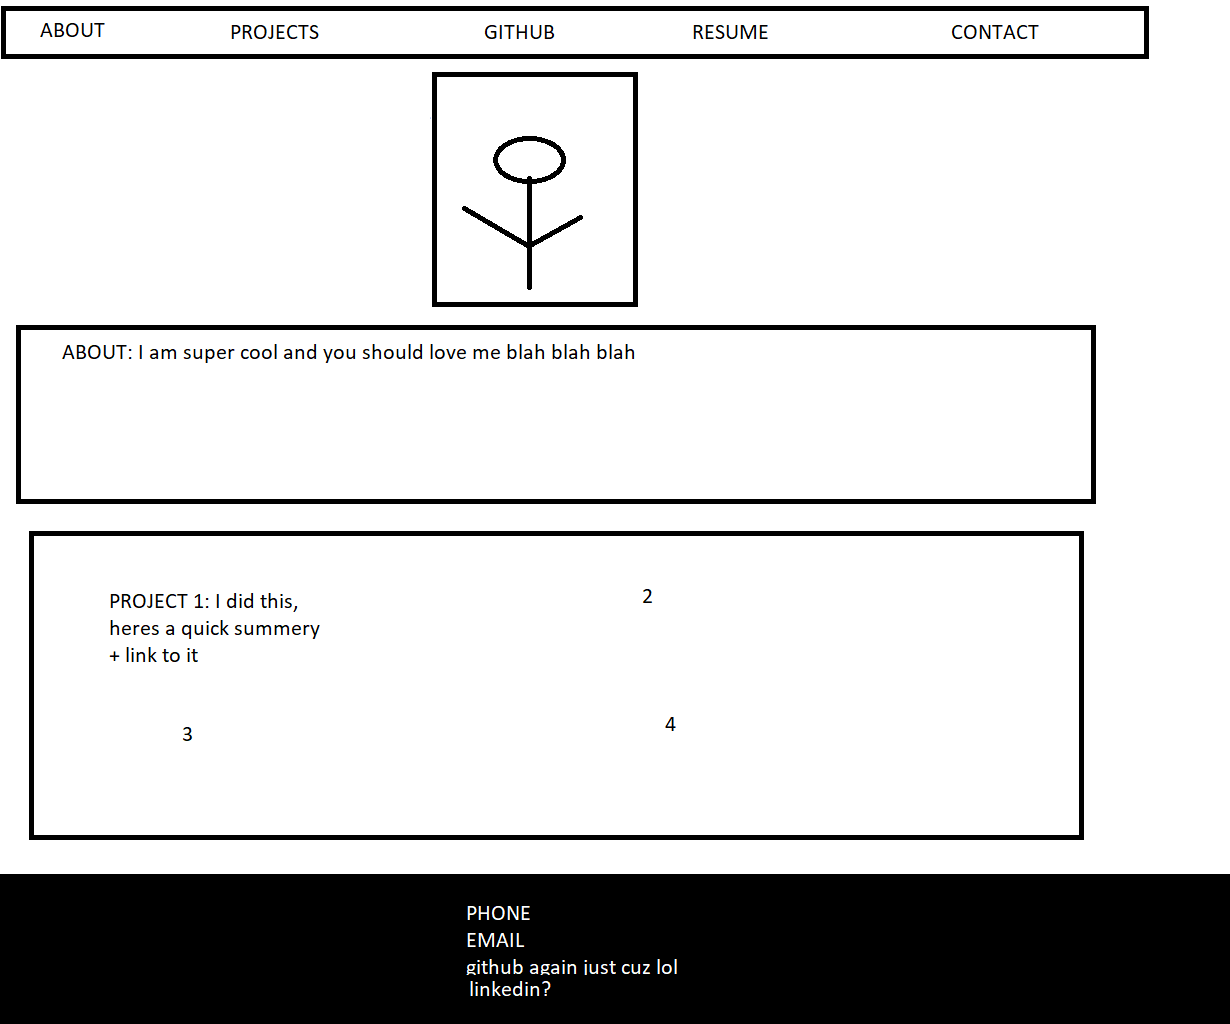 ABOUT PROJECTS GITHUB RESUME CONTACT
ABOUT: I am super cool and you should love me blah blah blah
PROJECT 1: I did this,
heres a quick summery
+ link to it
2
3
4
PHONE
EMAIL
github again just cuz lol
linkedin?